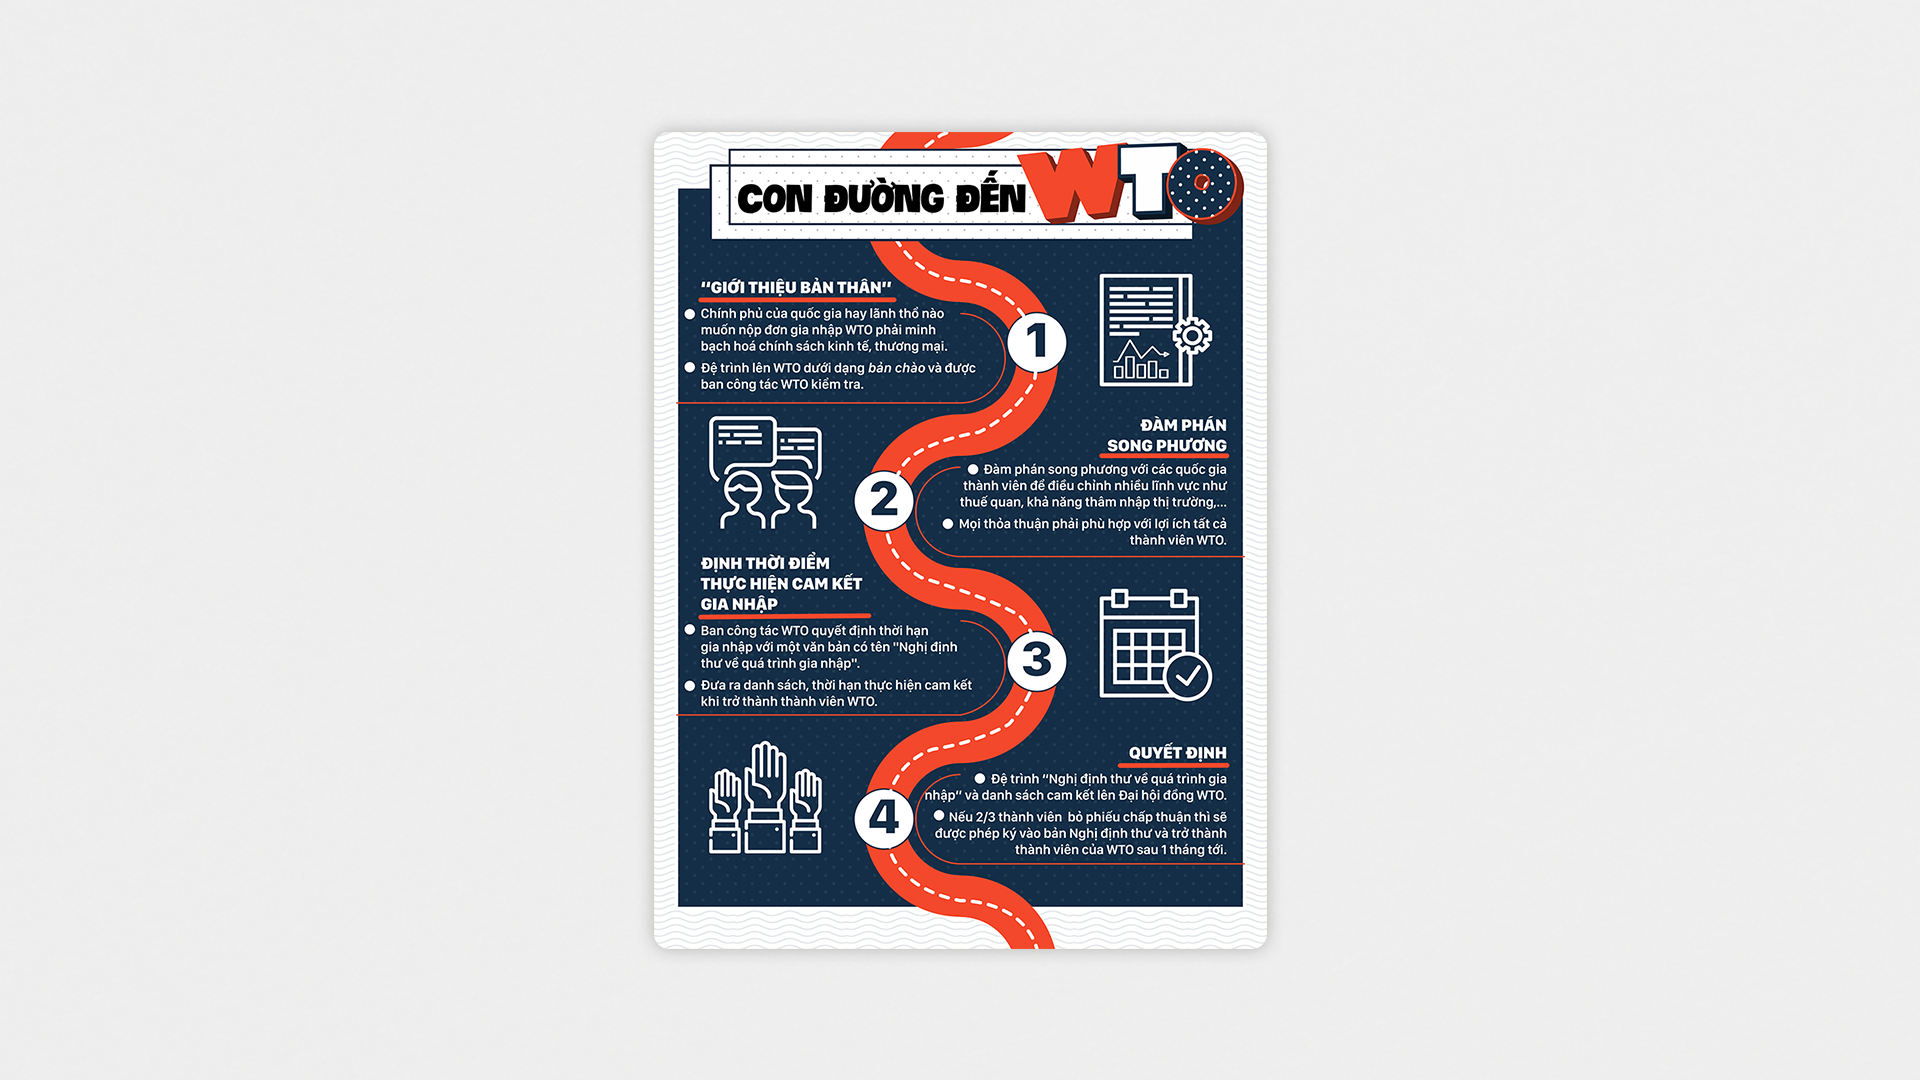 CON ĐƯỜNG ĐẾN WTO
“GIỚI THIỆU BẢN THÂN”
Chính phủ của quốc gia hay lãnh thổ nào
muốn nộp đơn gia nhập WTO phải minh
bạch hoá chính sách kinh tế, thương mại.
Đệ trình lên WTO dưới dạng bản chào và được
ban công tác WTO kiểm tra.
1
ĐÀM PHÁN
SONG PHƯƠNG
Đàm phán song phương với các quốc gia
thành viên để điều chỉnh nhiều lĩnh vực như
thuế quan, khả năng thâm nhập thị trường,...
Mọi thỏa thuận phải phù hợp với lợi ích tất cả
thành viên WTO.
2
ĐỊNH THỜI ĐIỂM
THỰC HIỆN CAM KẾT
GIA NHẬP
Ban công tác WTO quyết định thời hạn
gia nhập với một văn bản có tên "Nghị định
thư về quá trình gia nhập".
Đưa ra danh sách, thời hạn thực hiện cam kết
khi trở thành thành viên WTO.
3
QUYẾT ĐỊNH
Đệ trình “Nghị định thư về quá trình gia
nhập” và danh sách cam kết lên Đại hội đồng WTO.
Nếu 2/3 thành viên bỏ phiếu chấp thuận thì sẽ
được phép ký vào bản Nghị định thư và trở thành
thành viên của WTO sau 1 tháng tới.
4